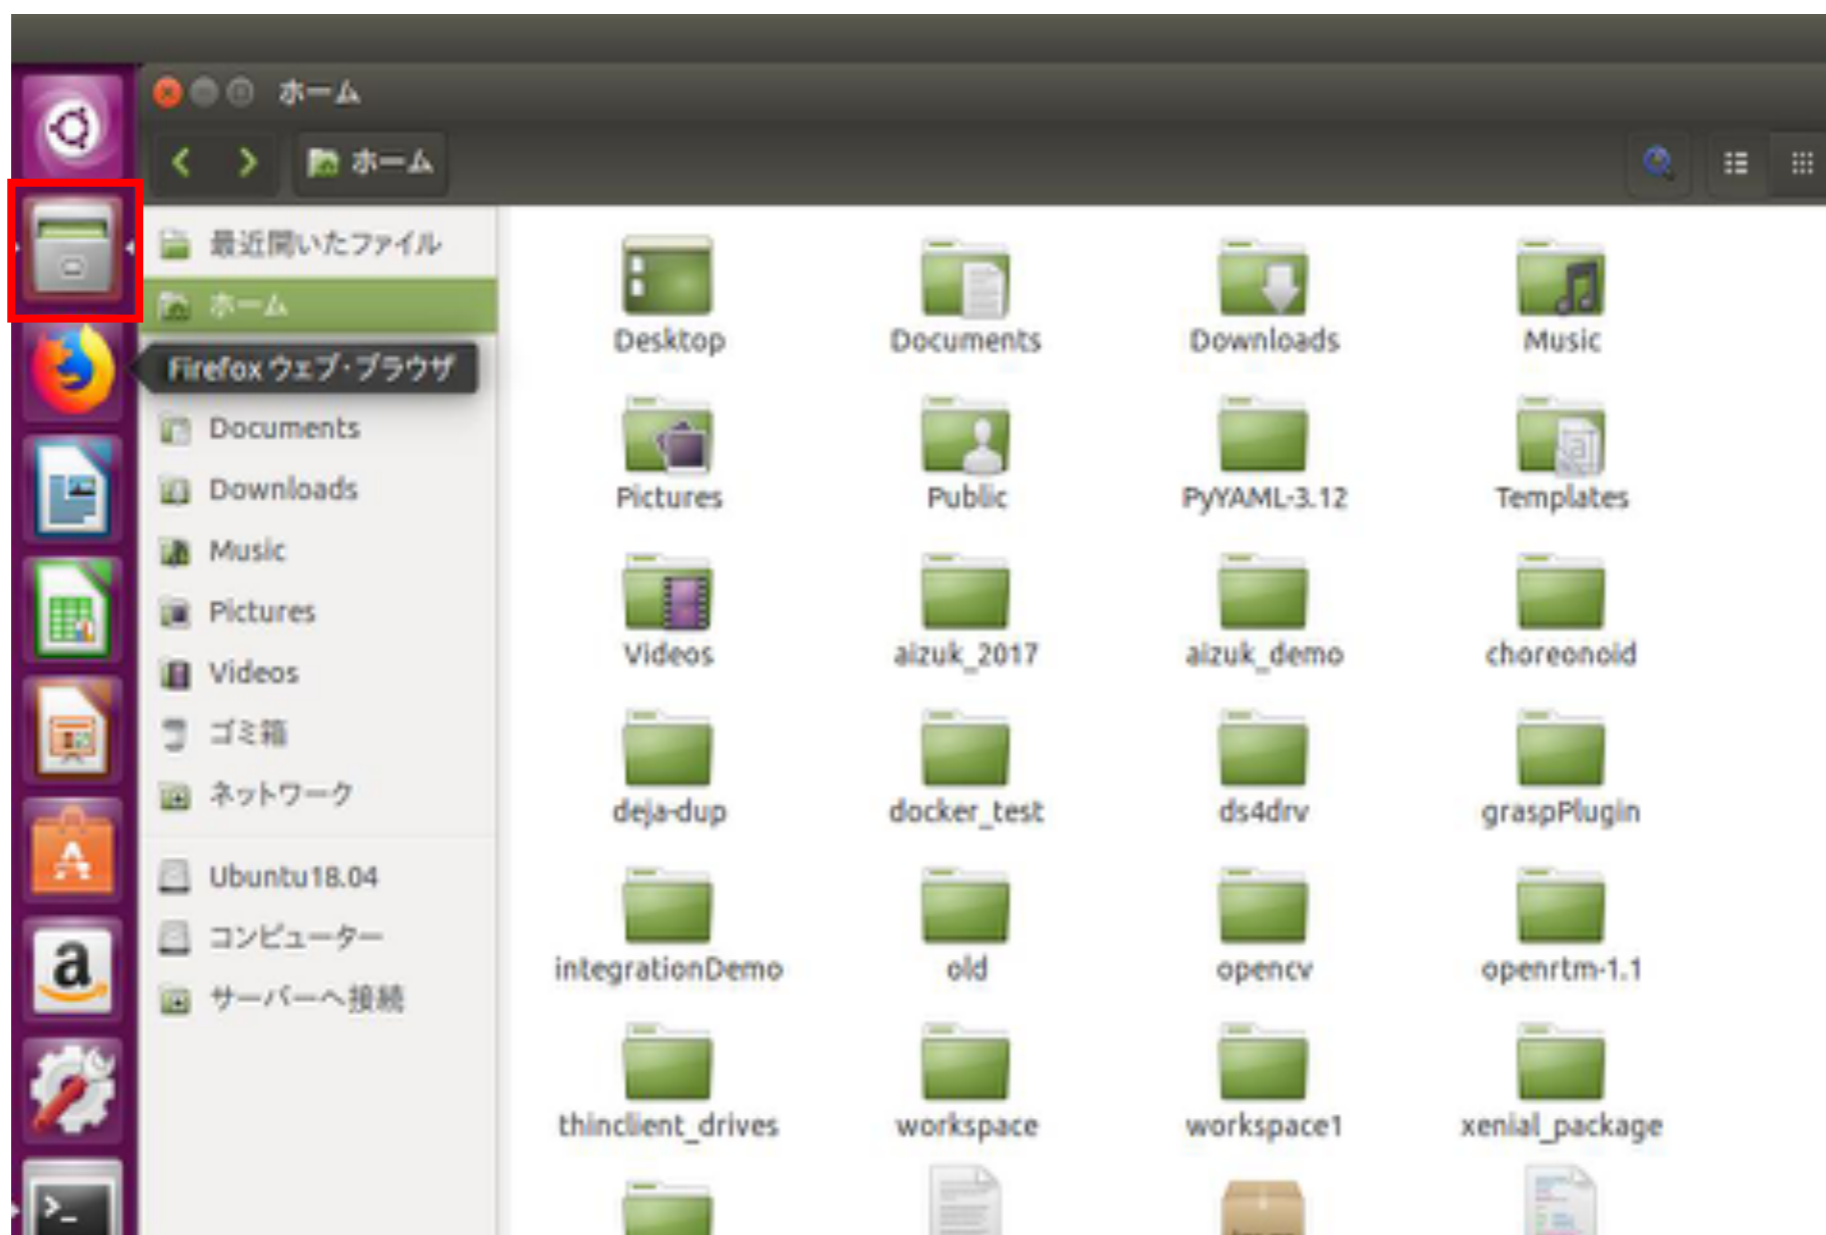 ホーム
ホーム
最近開いたファイル
ホーム
Firefox ウェブ・ブラウザ
Documents
Downloads
Music
Pictures
Videos
ゴミ箱
ネットワーク
Ubuntu18.04
コンピューター
サーバーへ接続
Desktop
Documents
Downloads
Music
Pictures
Public
PyYAML-3.12
Templates
Videos
aizuk_2017
aizuk_demo
choreonoid
deja-dup
docker_test
ds4drv
graspPlugin
integrationDemo
old
opencv
openrtm-1.1
thinclient_drives
workspace
workspace1
xenial_package